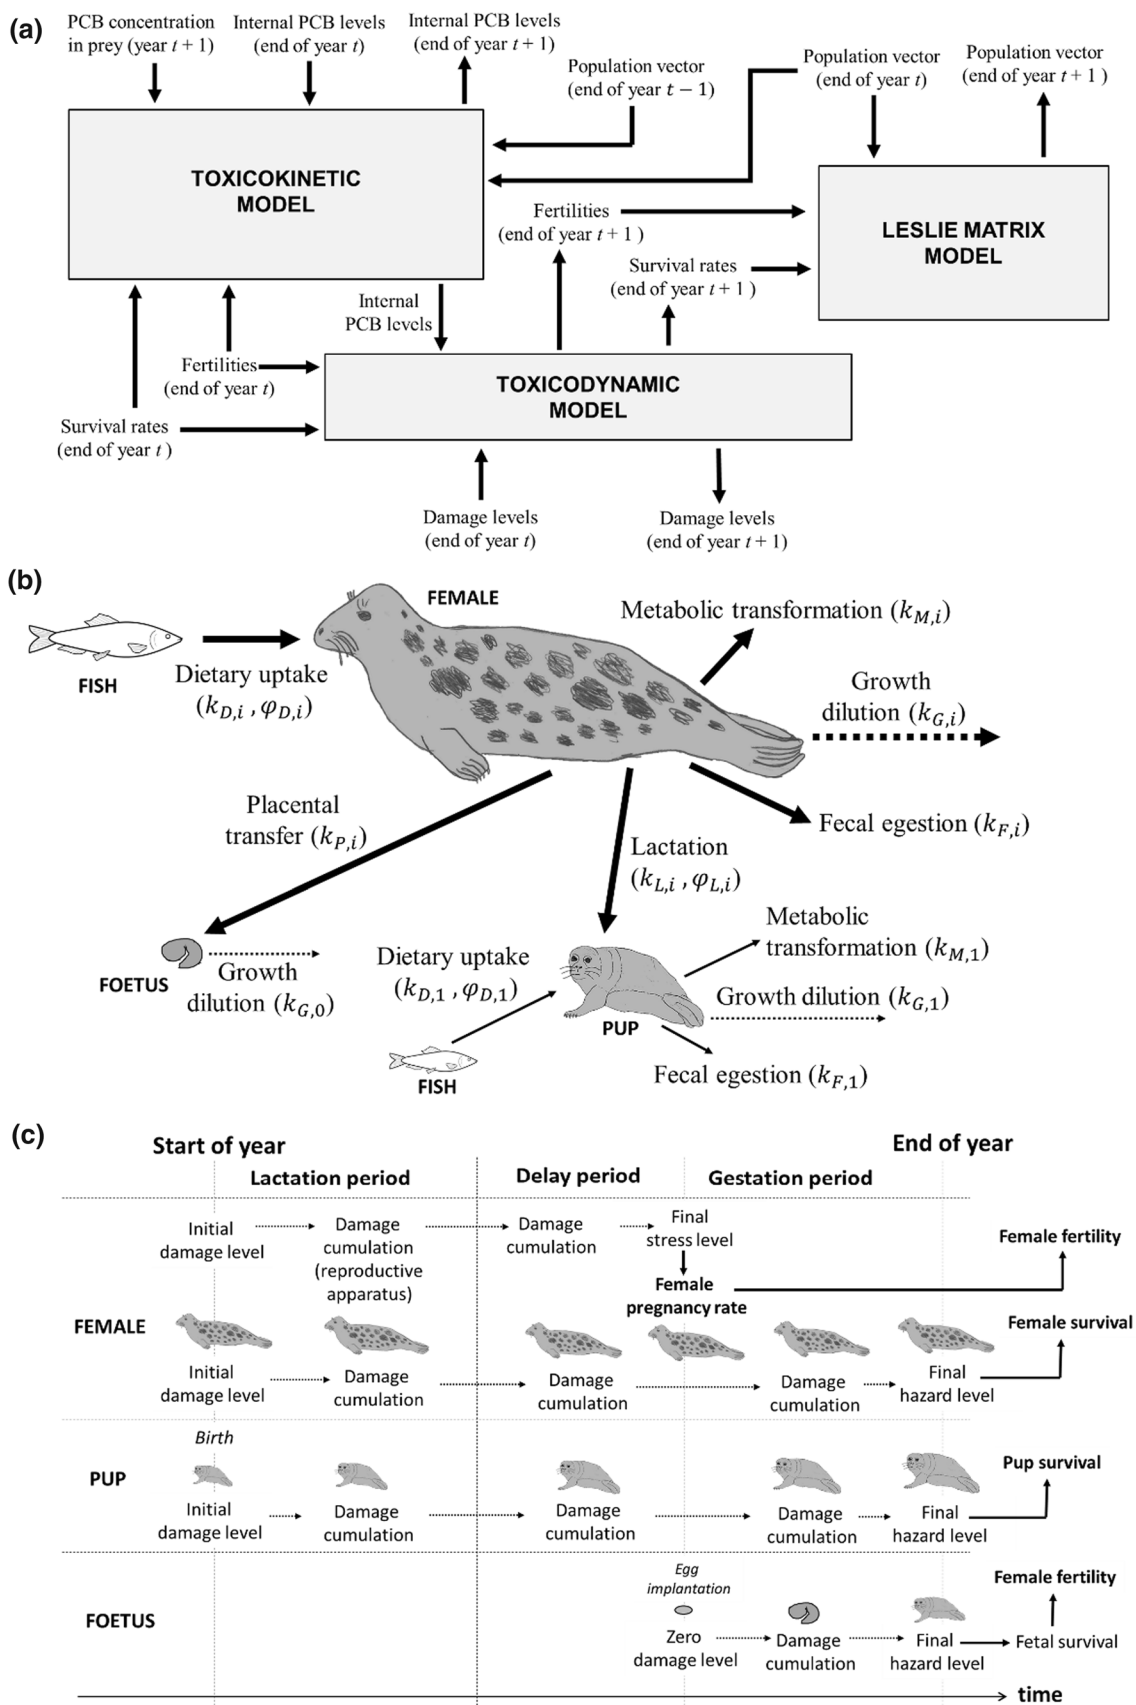 (a)
PCB concentration
in prey (year t + 1)
Internal PCB levels
(end of year t)
Internal PCB levels
(end of year t + 1)
Population vector
(end of year t − 1)
Population vector
(end of year t)
Population vector
(end of year t + 1 )
TOXICOKINETIC
MODEL
LESLIE MATRIX
MODEL
Fertilities
(end of year t + 1 )
Survival rates
(end of year t + 1 )
Internal
PCB levels
Fertilities
(end of year t)
TOXICODYNAMIC
MODEL
Survival rates
(end of year t )
Damage levels
(end of year t)
Damage levels
(end of year t + 1)
(b)
FEMALE
FISH
Dietary uptake
(k_{D,i} , φ_{D,i})
Metabolic transformation (k_{M,i})
Growth
dilution (k_{G,i})
Placental
transfer (k_{P,i})
Lactation
(k_{L,i} , φ_{L,i})
Fecal egestion (k_{F,i})
FOETUS
Growth
dilution (k_{G,0})
Dietary uptake
(k_{D,1} , φ_{D,1})
FISH
PUP
Metabolic
transformation (k_{M,1})
Growth dilution (k_{G,1})
Fecal egestion (k_{F,1})
(c)
Start of year
End of year
Lactation period
Delay period
Gestation period
FEMALE
Initial
damage level
Damage
cumulation
(reproductive
apparatus)
Damage
cumulation
Final
stress level
Female
pregnancy rate
Female fertility
Initial
damage level
Damage
cumulation
Damage
cumulation
Damage
cumulation
Final
hazard level
Female survival
PUP
Birth
Initial
damage level
Damage
cumulation
Damage
cumulation
Damage
cumulation
Final
hazard level
Pup survival
FOETUS
Egg
implantation
Zero
damage level
Damage
cumulation
Final
hazard level
Fetal survival
Female fertility
time